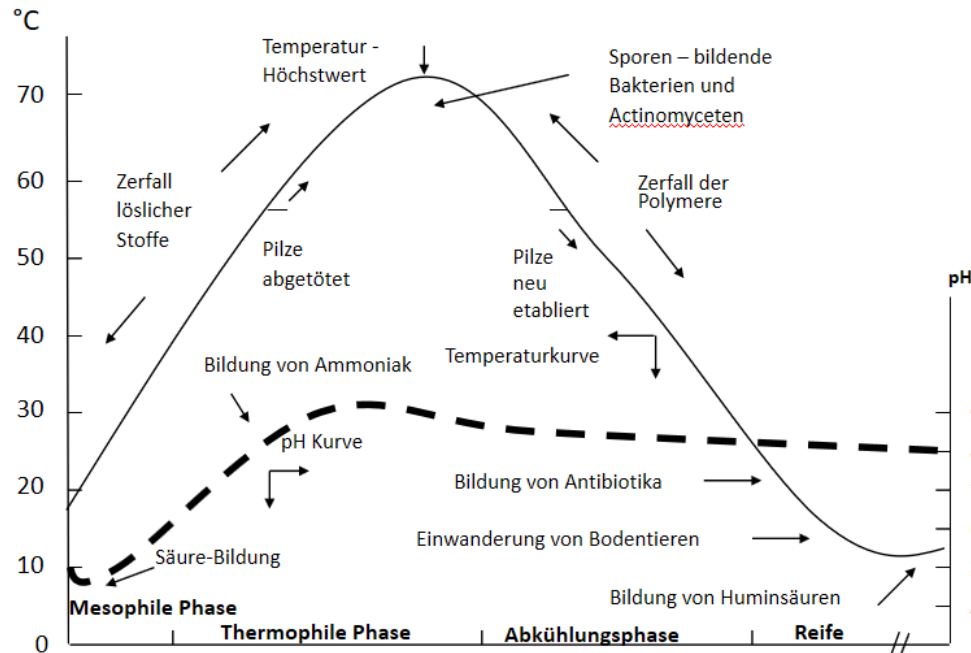 °C
Temperatur -
Höchstwert
Sporen – bildende
Bakterien und
Actinomyceten
70
60
Zerfall
löslicher
Stoffe
Zerfall der
Polymere
50
Pilze
abgetötet
Pilze
neu
etabliert
pH
40
Temperaturkurve
Bildung von Ammoniak
30
pH Kurve
20
Bildung von Antibiotika
Säure-Bildung
Einwanderung von Bodentieren
10
Bildung von Huminsäuren
Mesophile Phase
0
Thermophile Phase
Abkühlungsphase
Reife